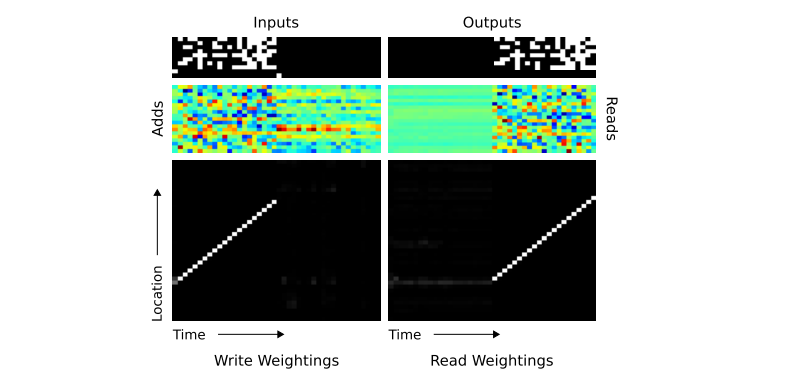 Inputs
Outputs
Adds
Reads
Location
Time
Time
Write Weightings
Read Weightings